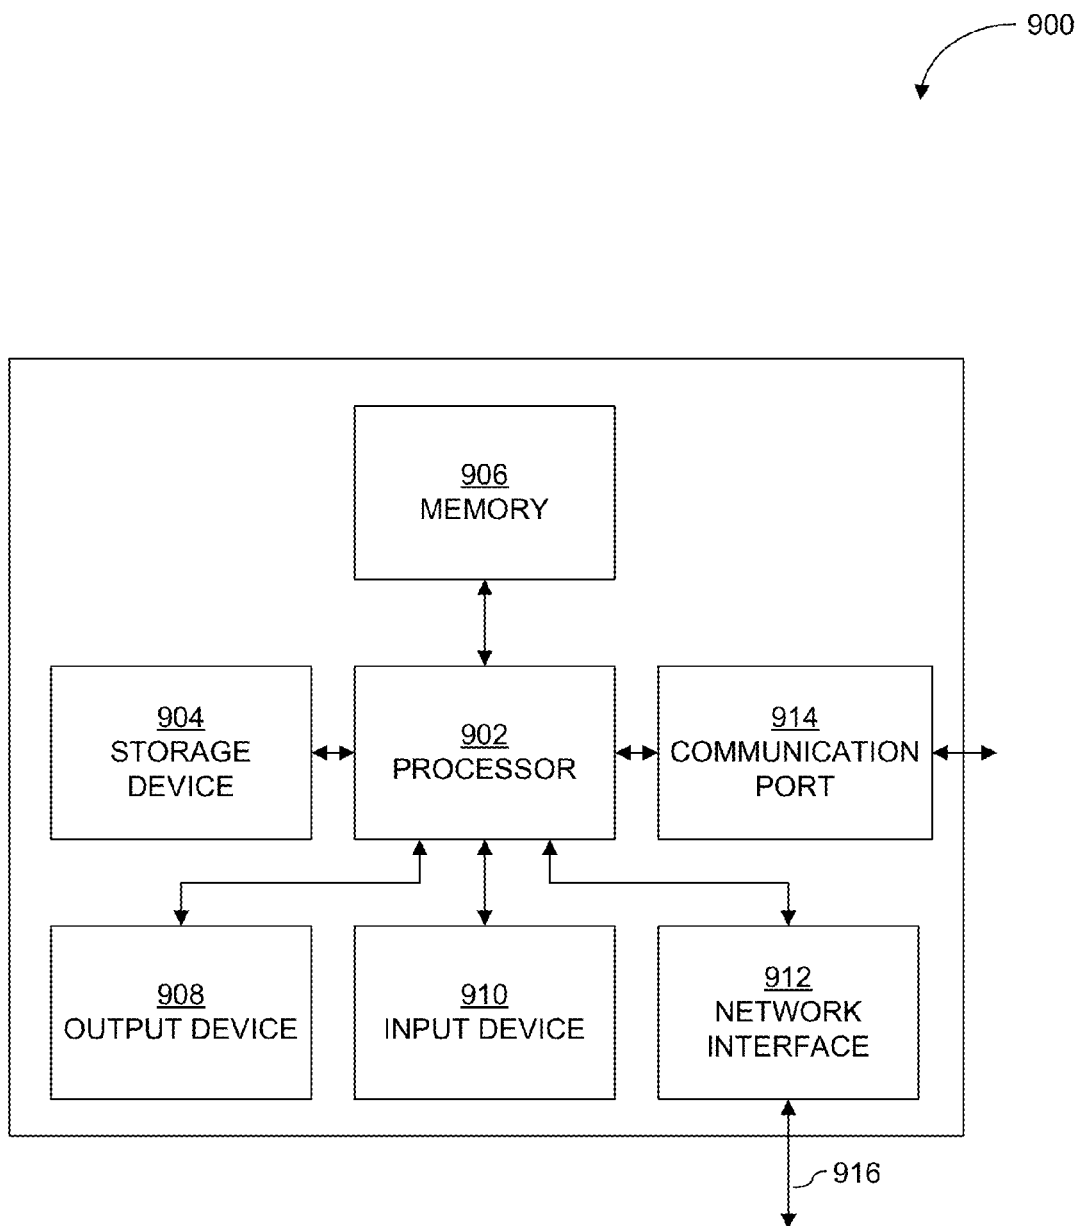 900
906
MEMORY
904
STORAGE
DEVICE
902
PROCESSOR
914
COMMUNICATION
PORT
908
OUTPUT DEVICE
910
INPUT DEVICE
912
NETWORK
INTERFACE
916